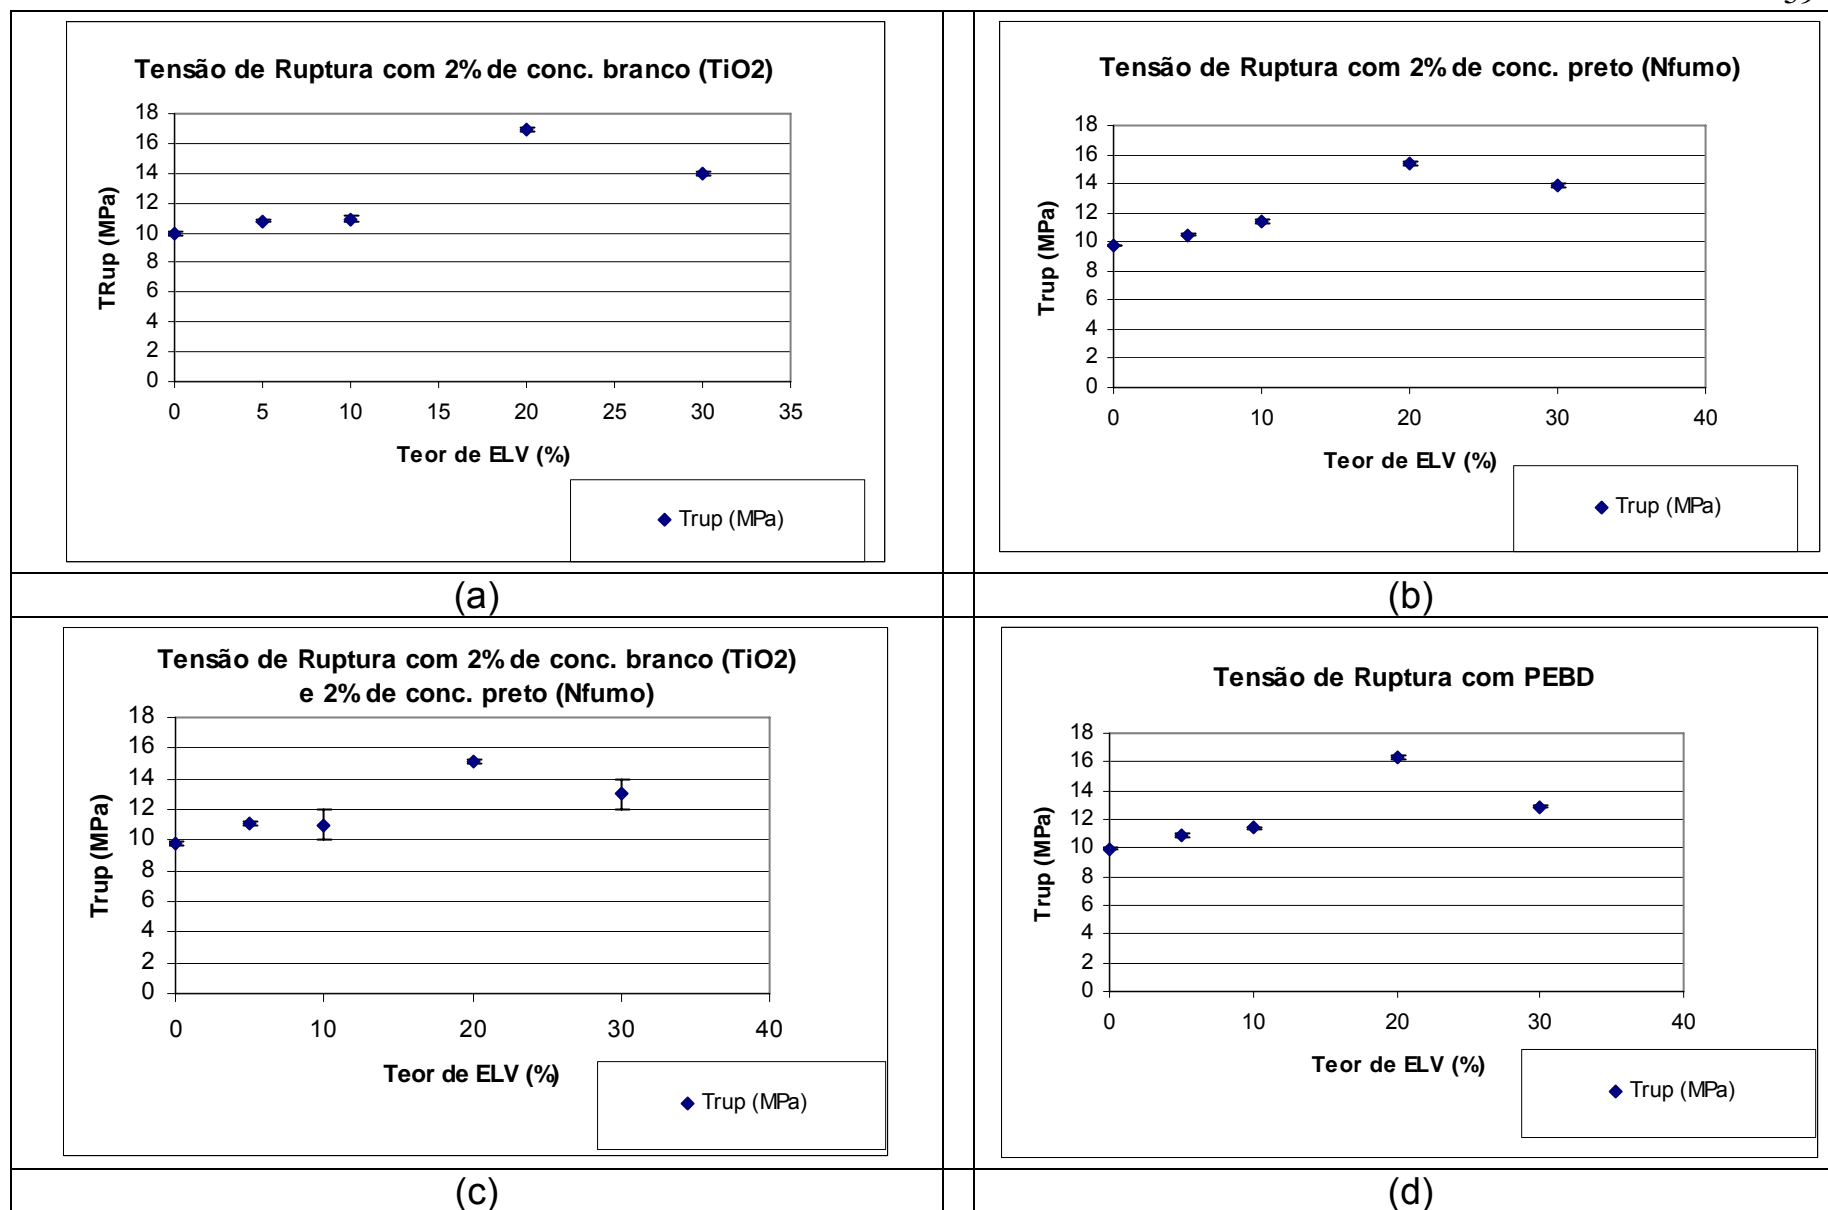 Tensão de Ruptura com 2% de conc. branco (TiO2)
18
16
14
12
10
8
6
4
2
0
TRup (MPa)
0 5 10 15 20 25 30 35
Teor de ELV (%)
Trup (MPa)
(a)
Tensão de Ruptura com 2% de conc. preto (Nfumo)
18
16
14
12
10
8
6
4
2
0
Trup (MPa)
0 10 20 30 40
Teor de ELV (%)
Trup (MPa)
(b)
Tensão de Ruptura com 2% de conc. branco (TiO2)
e 2% de conc. preto (Nfumo)
18
16
14
12
10
8
6
4
2
0
Trup (MPa)
0 10 20 30 40
Teor de ELV (%)
Trup (MPa)
(c)
Tensão de Ruptura com PEBD
18
16
14
12
10
8
6
4
2
0
Trup (MPa)
0 10 20 30 40
Teor de ELV (%)
Trup (MPa)
(d)